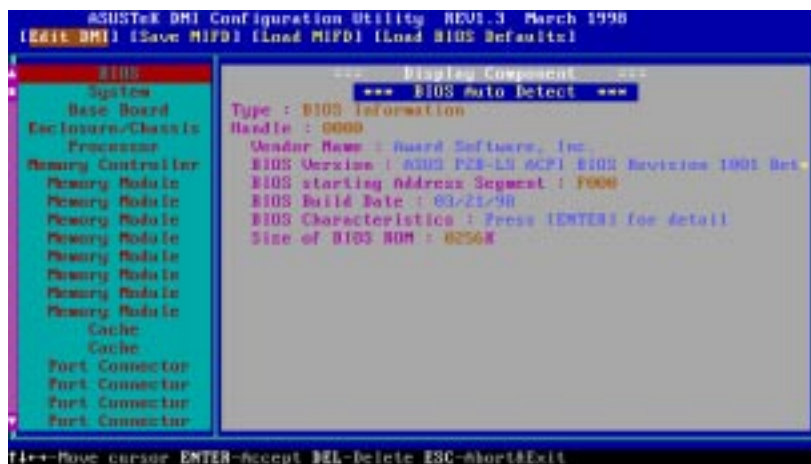 ASUSTeK DMI Configuration Utility REV1.3 March 1998
[Edit DMI] [Save MIFD] [Load MIFD] [Load BIOS Defaults]
BIOS
System
Base Board
Enclosure/Chassis
Processor
Memory Controller
Memory Module
Memory Module
Memory Module
Memory Module
Memory Module
Memory Module
Memory Module
Memory Module
Cache
Cache
Port Connector
Port Connector
Port Connector
Port Connector
--- Display Component ---
*** BIOS Auto Detect ***
Type : BIOS Information
Handle : 0000
Vendor Name : Award Software, Inc.
BIOS Version : ASUS P2B-LS ACPI BIOS Revision 1001 Bet
BIOS starting Address Segment : F000
BIOS Build Date : 03/21/98
BIOS Characteristics : Press [ENTER] for detail
Size of BIOS ROM : 0256K
↑↓←→-Move cursor ENTER-Accept DEL-Delete ESC-Abort&Exit